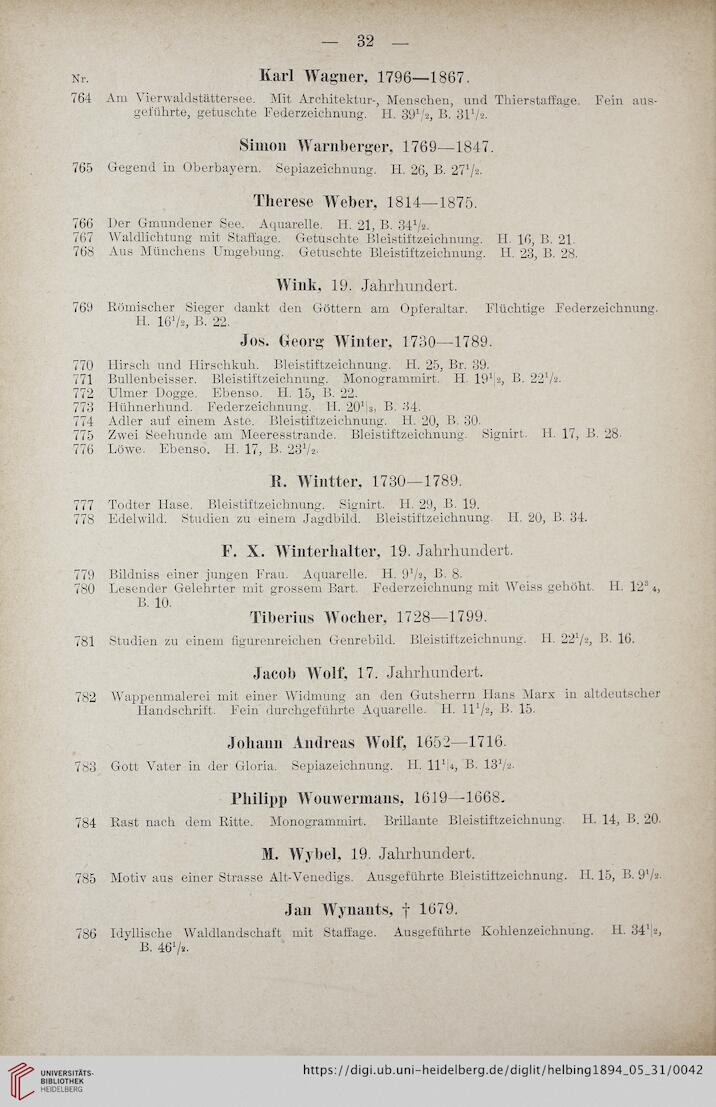 — 32 —
Nr. Karl Wagner, 1796—1867.
764 Am Vierwaldstättersee. Mit Architektur-, Menschen, und Thierstaffage. Fein aus-
geführte, getuschte Federzeichnung. H. 39¹/₂, B. 31¹/₂.
Simon Warnberger, 1769—1847.
765 Gegend in Oberbayern. Sepiazeichnung. H. 26, B. 27¹/₂.
Therese Weber, 1814—1875.
766 Der Gmundener See. Aquarelle. H. 21, B. 34¹/₂.
767 Waldlichtung mit Staffage. Getuschte Bleistiftzeichnung. H. 16, B. 21.
768 Aus Münchens Umgebung. Getuschte Bleistiftzeichnung. H. 23, B. 28.
Wink, 19. Jahrhundert.
769 Römischer Sieger dankt den Göttern am Opferaltar. Flüchtige Federzeichnung.
H. 16¹/₂, B. 22.
Jos. Georg Winter, 1730—1789.
770 Hirsch und Hirschkuh. Bleistiftzeichnung. H. 25, Br. 39.
771 Bullenbeisser. Bleistiftzeichnung. Monogrammirt. H. 19¹|₂, B. 22¹/₂.
772 Ulmer Dogge. Ebenso. H. 15, B. 22.
773 Hühnerhund. Federzeichnung. H. 20¹|₃, B. 34.
774 Adler auf einem Aste. Bleistiftzeichnung. H. 20, B. 30.
775 Zwei Seehunde am Meeresstrande. Bleistiftzeichnung. Signirt. H. 17, B. 28.
776 Löwe. Ebenso. H. 17, B. 23¹/₂.
R. Wintter, 1730—1789.
777 Todter Hase. Bleistiftzeichnung. Signirt. H. 29, B. 19.
778 Edelwild. Studien zu einem Jagdbild. Bleistiftzeichnung. H. 20, B. 34.
F. X. Winterhalter, 19. Jahrhundert.
779 Bildniss einer jungen Frau. Aquarelle. H. 9¹/₂, B. 8.
780 Lesender Gelehrter mit grossem Bart. Federzeichnung mit Weiss gehöht. H. 12³ ₄,
B. 10.
Tiberius Wocher, 1728—1799.
781 Studien zu einem figurenreichen Genrebild. Bleistiftzeichnung. H. 22¹/₂, B. 16.
Jacob Wolf, 17. Jahrhundert.
782 Wappenmalerei mit einer Widmung an den Gutsherrn Hans Marx in altdeutscher
Handschrift. Fein durchgeführte Aquarelle. H. 11¹/₂, B. 15.
Johann Andreas Wolf, 1652—1716.
783 Gott Vater in der Gloria. Sepiazeichnung. H. 11¹|₄, B. 13¹/₂.
Philipp Wouwermans, 1619—1668.
784 Rast nach dem Ritte. Monogrammirt. Brillante Bleistiftzeichnung. H. 14, B. 20.
M. Wybel, 19. Jahrhundert.
785 Motiv aus einer Strasse Alt-Venedigs. Ausgeführte Bleistiftzeichnung. H. 15, B. 9¹/₂.
Jan Wynants, † 1679.
786 Idyllische Waldlandschaft mit Staffage. Ausgeführte Kohlenzeichnung. H. 34¹|₂,
B. 46¹/₂.
UNIVERSITÄTS-
BIBLIOTHEK
HEIDELBERG
https://digi.ub.uni-heidelberg.de/diglit/helbing1894_05_31/0042